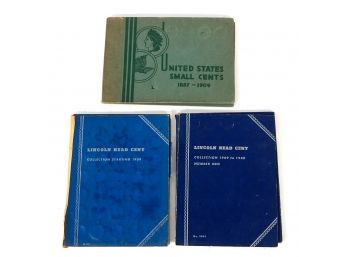 UNITED STATES
SMALL CENTS
1857-1909
LINCOLN HEAD CENT
COLLECTION STARTING 1909
LINCOLN HEAD CENT
COLLECTION 1909 to 1940
NUMBER ONE